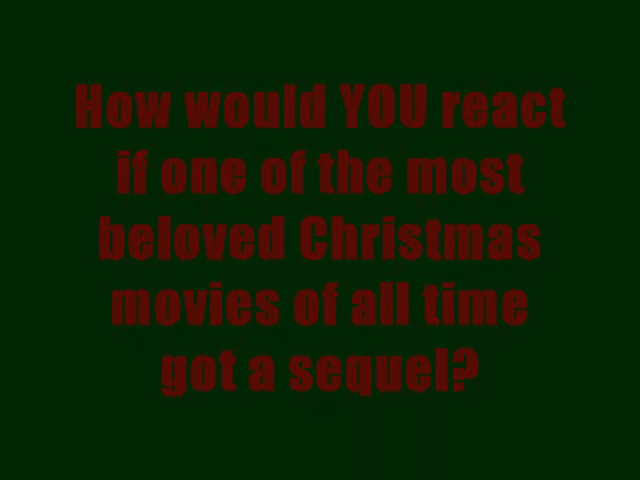 How would YOU react
if one of the most
beloved Christmas
movies of all time
got a sequel?